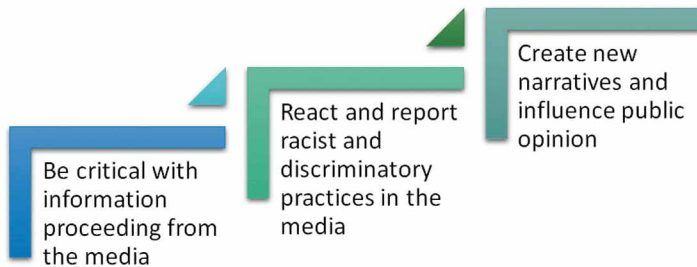 Be critical with
information
proceeding from
the media
React and report
racist and
discriminatory
practices in the
media
Create new
narratives and
influence public
opinion